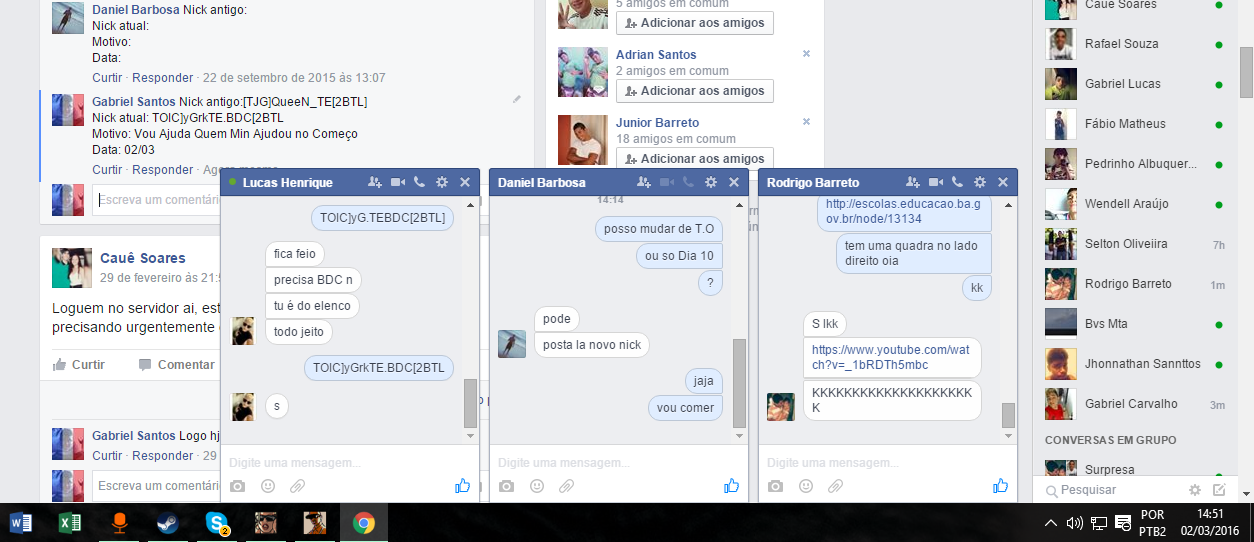 Daniel Barbosa Nick antigo:
Nick atual:
Motivo:
Data:
Curtir · Responder · 22 de setembro de 2015 às 13:07
Gabriel Santos Nick antigo:[TJG]QueeN_TE[2BTL]
Nick atual: TOIC]yGrkTE.BDC[2BTL
Motivo: Vou Ajuda Quem Min Ajudou no Começo
Data: 02/03
Curtir · Responder ·
Escreva um comentári
Cauê Soares
29 de fevereiro às 21:5
Loguem no servidor ai, est
precisando urgentemente
Curtir
Comentar
Gabriel Santos Logo hj
Curtir · Responder · 29
Escreva um comentári
5 amigos em comum
Adicionar aos amigos
Adrian Santos
2 amigos em comum
Adicionar aos amigos
Junior Barreto
18 amigos em comum
Adicionar aos amigos
Lucas Henrique
TOIC]yG.TEBDC[2BTL]
fica feio
precisa BDC n
tu é do elenco
todo jeito
TOIC]yGrkTE.BDC[2BTL
s
Digite uma mensagem...
Daniel Barbosa
14:14
posso mudar de T.O
ou so Dia 10
?
pode
posta la novo nick
jaja
vou comer
Digite uma mensagem...
Rodrigo Barreto
http://escolas.educacao.ba.g
ov.br/node/13134
tem uma quadra no lado
direito oia
kk
S lkk
https://www.youtube.com/wat
ch?v=_1bRDTh5mbc
KKKKKKKKKKKKKKKKKKKK
K
Digite uma mensagem...
Cauê Soares
Rafael Souza
Gabriel Lucas
Fábio Matheus
Pedrinho Albuquer...
Wendell Araújo
Selton Oliveiira 7h
Rodrigo Barreto 1m
Bvs Mta
Jhonnathan Sannttos
Gabriel Carvalho 3m
CONVERSAS EM GRUPO
Surpresa
Pesquisar
2
POR
PTB2
14:51
02/03/2016